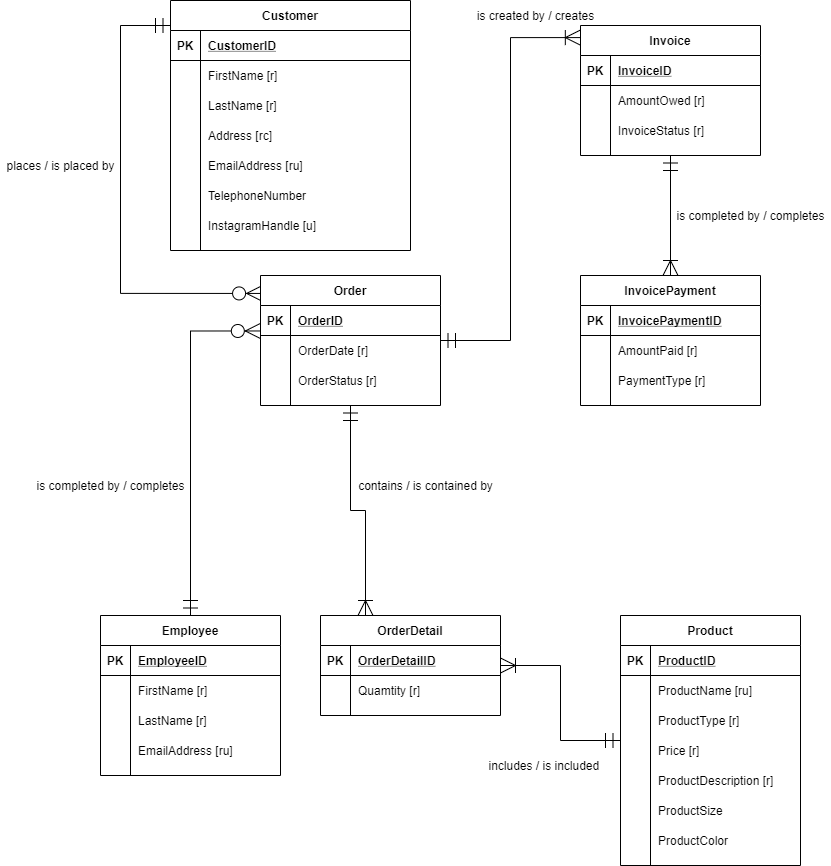 Customer
PK CustomerID
FirstName [r]
LastName [r]
Address [rc]
EmailAddress [ru]
TelephoneNumber
InstagramHandle [u]
is created by / creates
Invoice
PK InvoiceID
AmountOwed [r]
InvoiceStatus [r]
places / is placed by
is completed by / completes
Order
PK OrderID
OrderDate [r]
OrderStatus [r]
InvoicePayment
PK InvoicePaymentID
AmountPaid [r]
PaymentType [r]
is completed by / completes
contains / is contained by
Employee
PK EmployeeID
FirstName [r]
LastName [r]
EmailAddress [ru]
OrderDetail
PK OrderDetailID
Quamtity [r]
includes / is included
Product
PK ProductID
ProductName [ru]
ProductType [r]
Price [r]
ProductDescription [r]
ProductSize
ProductColor